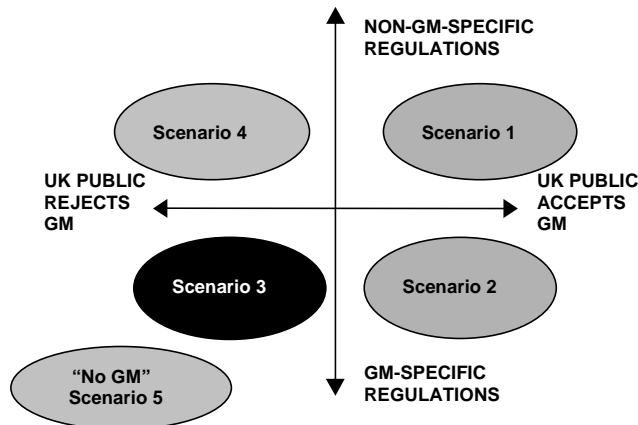 NON-GM-SPECIFIC
REGULATIONS
Scenario 4
Scenario 1
UK PUBLIC
REJECTS
GM
UK PUBLIC
ACCEPTS
GM
Scenario 3
Scenario 2
“No GM”
Scenario 5
GM-SPECIFIC
REGULATIONS